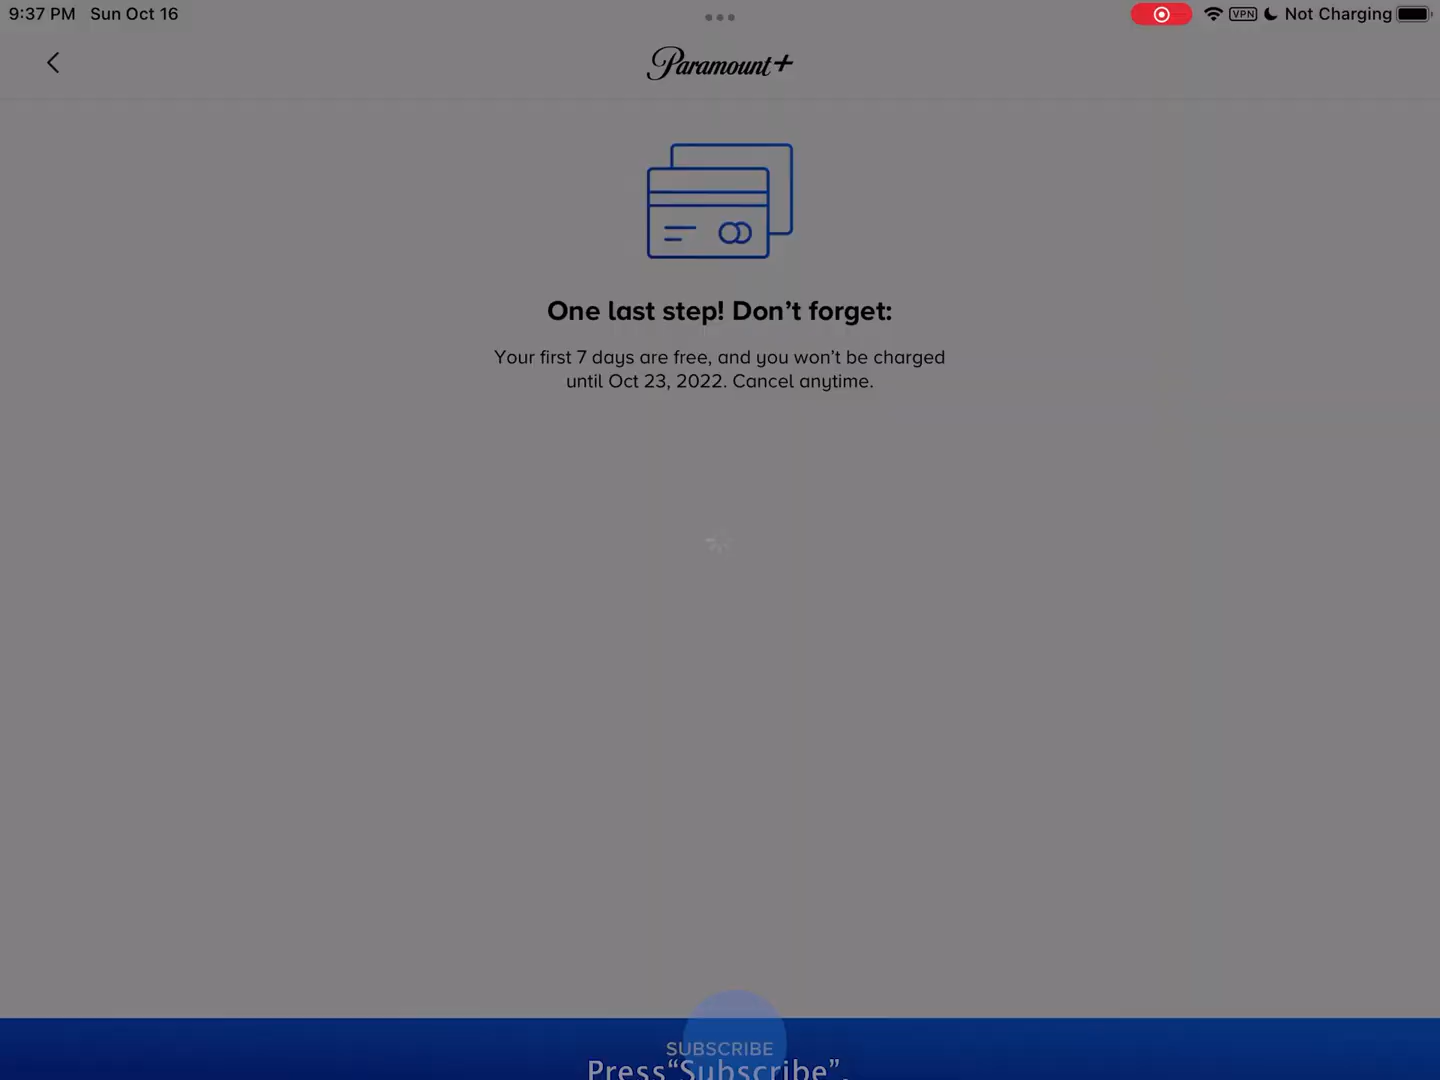 9:37 PM Sun Oct 16
VPN Not Charging
Paramount+
One last step! Don’t forget:
Your first 7 days are free, and you won’t be charged
until Oct 23, 2022. Cancel anytime.
SUBSCRIBE
Press“Subscribe”.